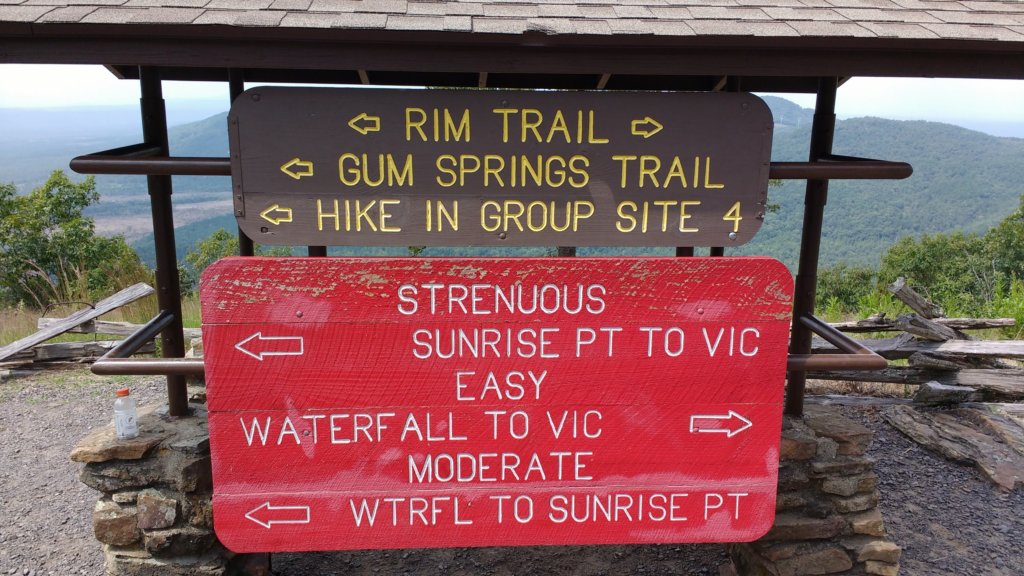 RIM TRAIL
GUM SPRINGS TRAIL
HIKE IN GROUP SITE 4
STRENUOUS
SUNRISE PT TO VIC
EASY
WATERFALL TO VIC
MODERATE
WTRFL TO SUNRISE PT